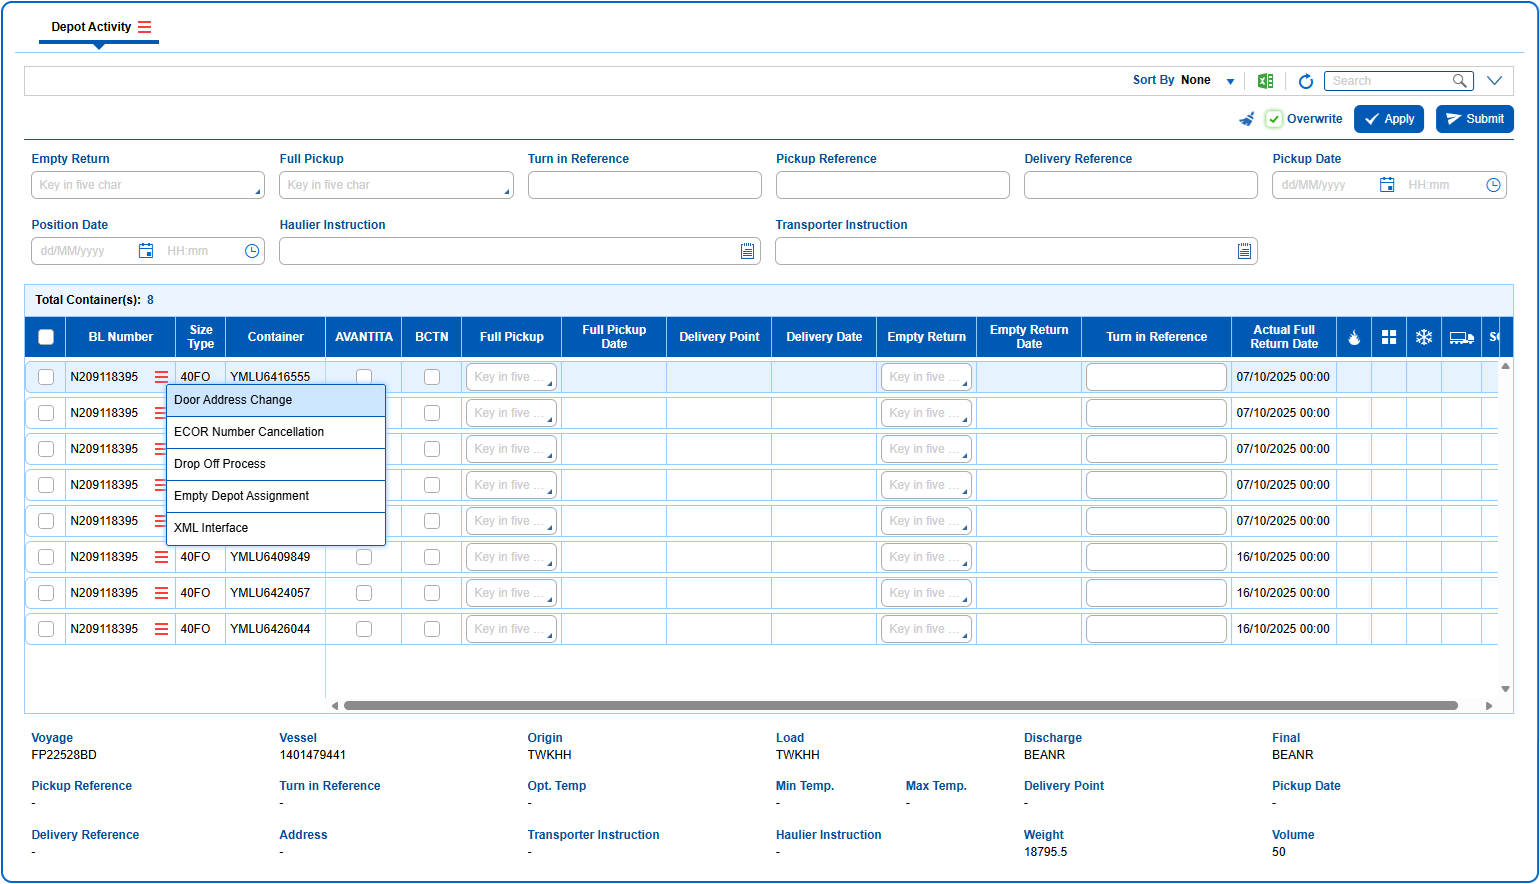 Depot Activity
Sort By None Search
Overwrite Apply Submit
Empty Return Full Pickup Turn in Reference Pickup Reference Delivery Reference Pickup Date
Key in five char Key in five char dd/MM/yyyy HH:mm
Position Date Haulier Instruction Transporter Instruction
dd/MM/yyyy HH:mm
Total Container(s): 8
BL Number Size Type Container AVANTITA BCTN Full Pickup Full Pickup Date Delivery Point Delivery Date Empty Return Empty Return Date Turn in Reference Actual Full Return Date
N209118395 40FO YMLU6416555 Key in five ... Key in five ... 07/10/2025 00:00
Door Address Change
N209118395 Key in five ... Key in five ... 07/10/2025 00:00
ECOR Number Cancellation
N209118395 Key in five ... Key in five ... 07/10/2025 00:00
Drop Off Process
N209118395 Key in five ... Key in five ... 07/10/2025 00:00
Empty Depot Assignment
N209118395 Key in five ... Key in five ... 07/10/2025 00:00
XML Interface
N209118395 40FO YMLU6409849 Key in five ... Key in five ... 16/10/2025 00:00
N209118395 40FO YMLU6424057 Key in five ... Key in five ... 16/10/2025 00:00
N209118395 40FO YMLU6426044 Key in five ... Key in five ... 16/10/2025 00:00
Voyage Vessel Origin Load Discharge Final
FP22528BD 1401479441 TWKHH TWKHH BEANR BEANR
Pickup Reference Turn in Reference Opt. Temp Min Temp. Max Temp. Delivery Point Pickup Date
- - - - - - -
Delivery Reference Address Transporter Instruction Haulier Instruction Weight Volume
- - - - 18795.5 50